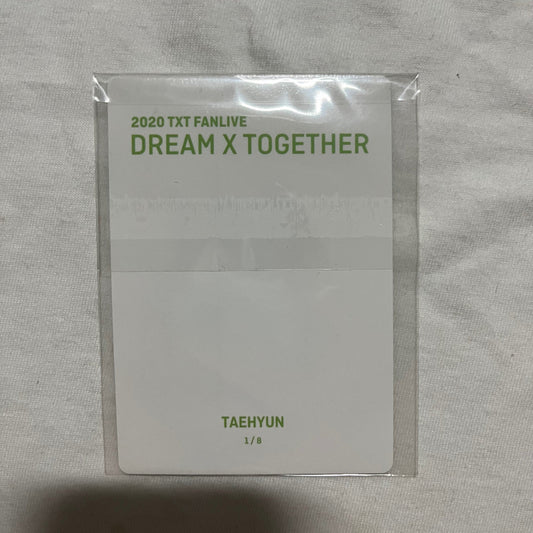 2020 TXT FANLIVE
DREAM X TOGETHER
TAEHYUN
1/8